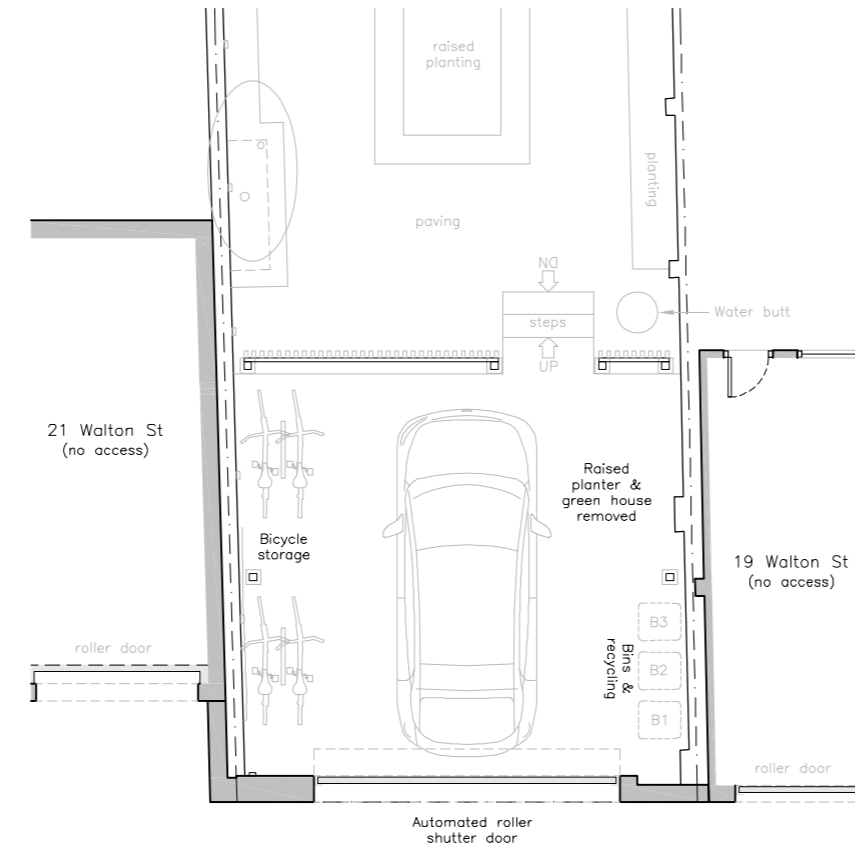 raised
planting
planting
paving
DN
steps
UP
Water butt
21 Walton St
(no access)
Raised
planter &
green house
removed
Bicycle
storage
19 Walton St
(no access)
B3
Bins &
recycling
B2
B1
roller door
roller door
Automated roller
shutter door